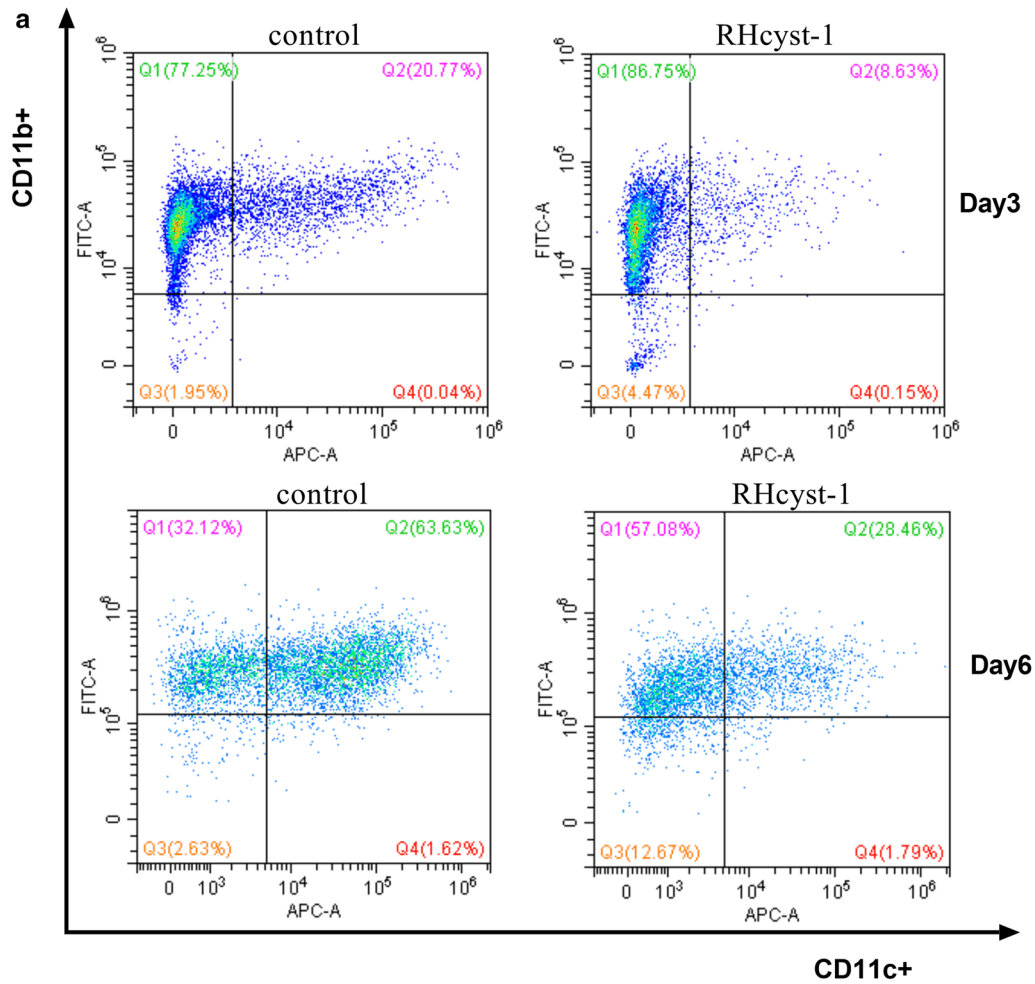 a
control
RHcyst-1
CD11b+
10^6
Q1(77.25%)
Q2(20.77%)
10^5
FITC-A
10^4
0
Q3(1.95%)
Q4(0.04%)
0
10^4
10^5
10^6
APC-A
10^6
Q1(86.75%)
Q2(8.63%)
10^5
FITC-A
10^4
0
Q3(4.47%)
Q4(0.15%)
0
10^4
10^5
10^6
APC-A
Day3
control
RHcyst-1
Q1(32.12%)
Q2(63.63%)
10^6
FITC-A
10^5
0
Q3(2.63%)
Q4(1.62%)
0
10^3
10^4
10^5
10^6
APC-A
Q1(57.08%)
Q2(28.46%)
10^6
FITC-A
10^5
0
Q3(12.67%)
Q4(1.79%)
0
10^3
10^4
10^5
10^6
APC-A
Day6
CD11c+